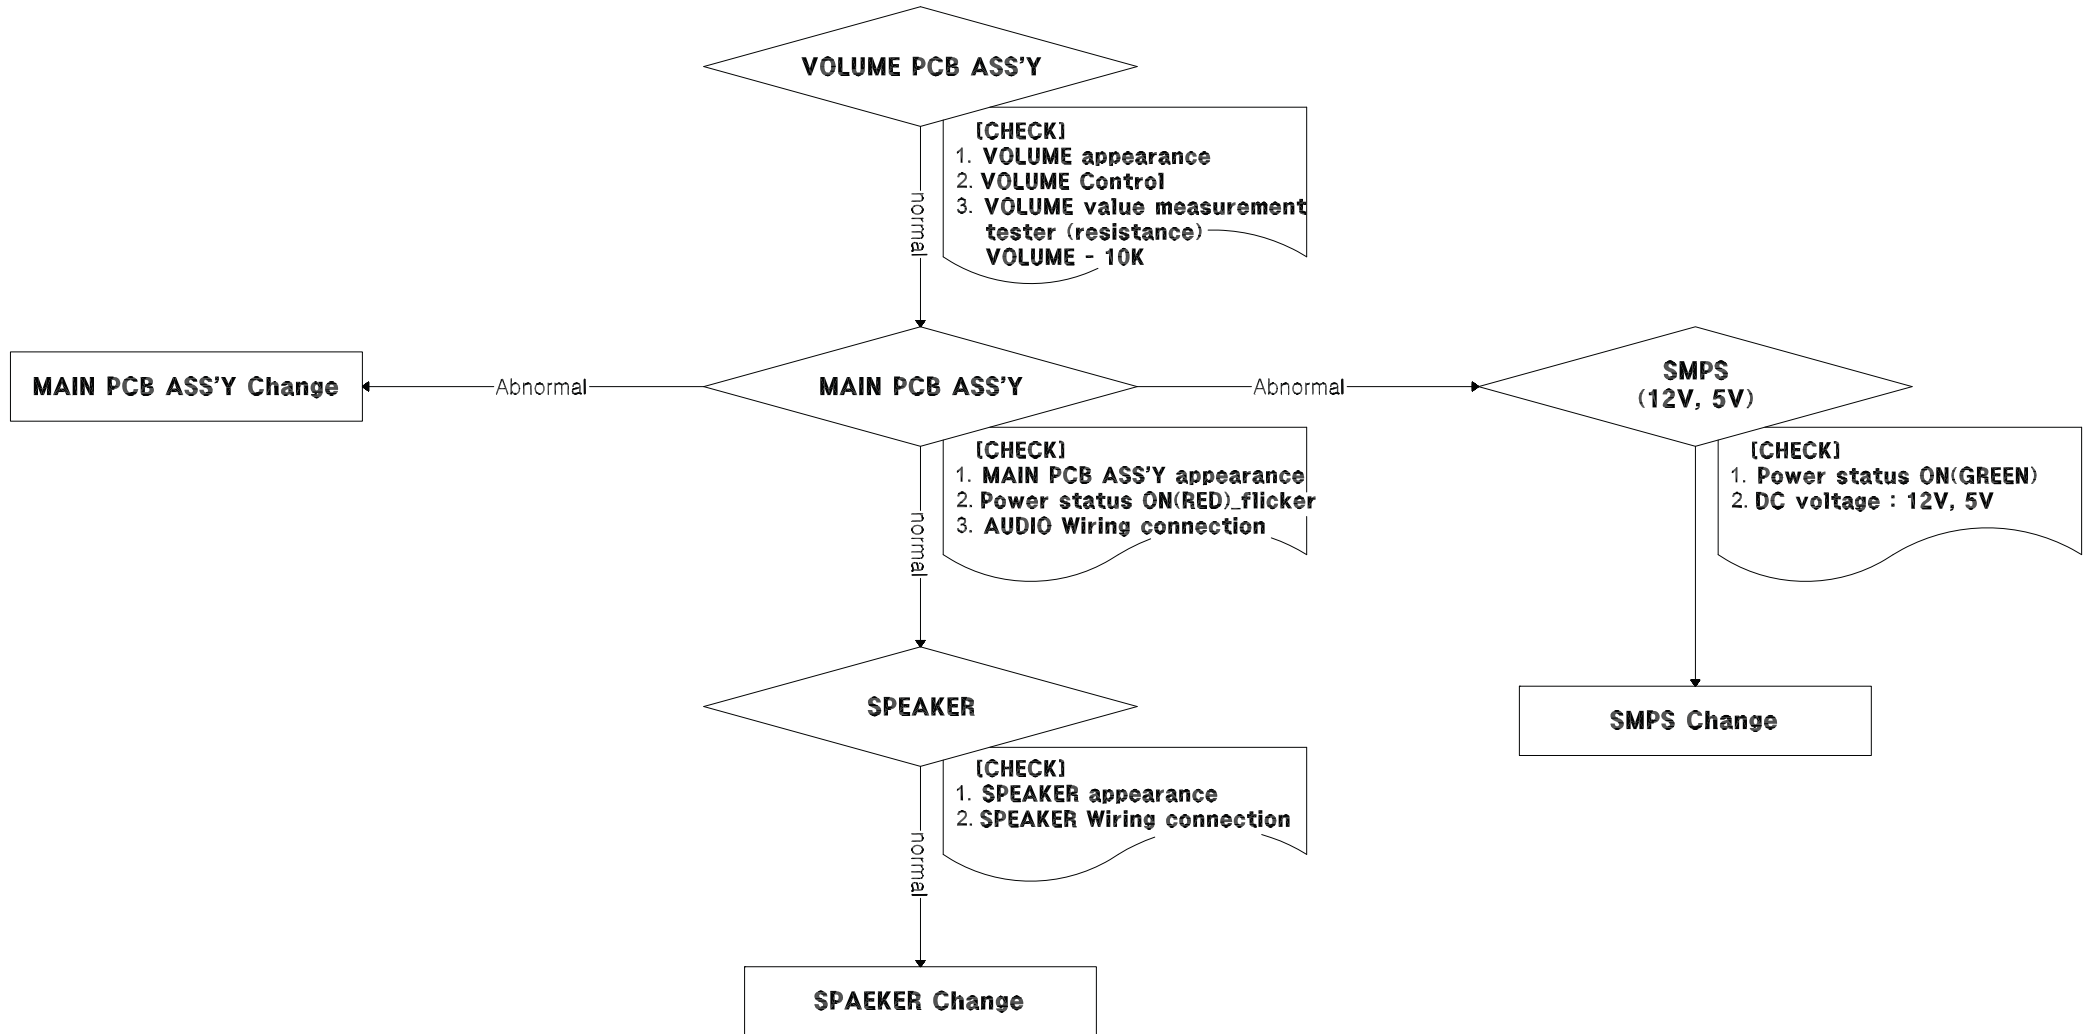 VOLUME PCB ASS'Y
[CHECK]
1. VOLUME appearance
2. VOLUME Control
3. VOLUME value measurement
tester (resistance)
VOLUME - 10K
normal
MAIN PCB ASS'Y Change
Abnormal
MAIN PCB ASS'Y
Abnormal
SMPS
(12V, 5V)
[CHECK]
1. MAIN PCB ASS'Y appearance
2. Power status ON(RED)_flicker
3. AUDIO Wiring connection
[CHECK]
1. Power status ON(GREEN)
2. DC voltage : 12V, 5V
normal
SPEAKER
SMPS Change
[CHECK]
1. SPEAKER appearance
2. SPEAKER Wiring connection
normal
SPAEKER Change